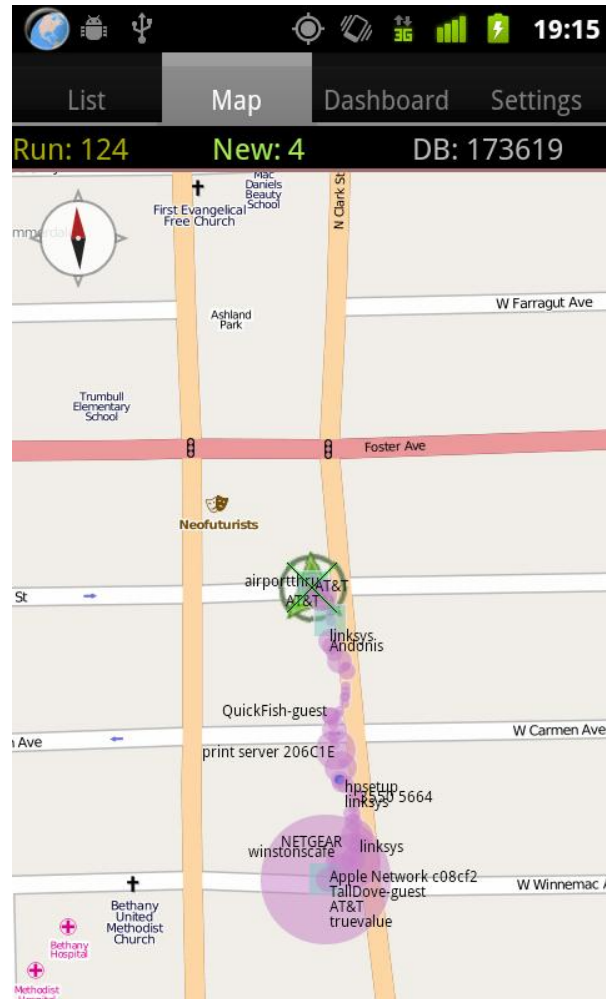 3G
19:15
List Map Dashboard Settings
Run: 124 New: 4 DB: 173619
Mac
Daniels
Beauty
School
First Evangelical
Free Church
N Clark St
W Farragut Ave
Ashland
Park
Trumbull
Elementary
School
Foster Ave
Neofuturists
airportthru
AT&T
AT&T
St
linksys
Andonis
QuickFish-guest
W Carmen Ave
Ave
print server 206C1E
hpsetup
5664
linksys
NETGEAR
linksys
winstonscafe
Apple Network c08cf2
TallDove-guest
AT&T
truevalue
W Winnemac
Bethany
United
Methodist
Church
Bethany
Hospital
Methodist